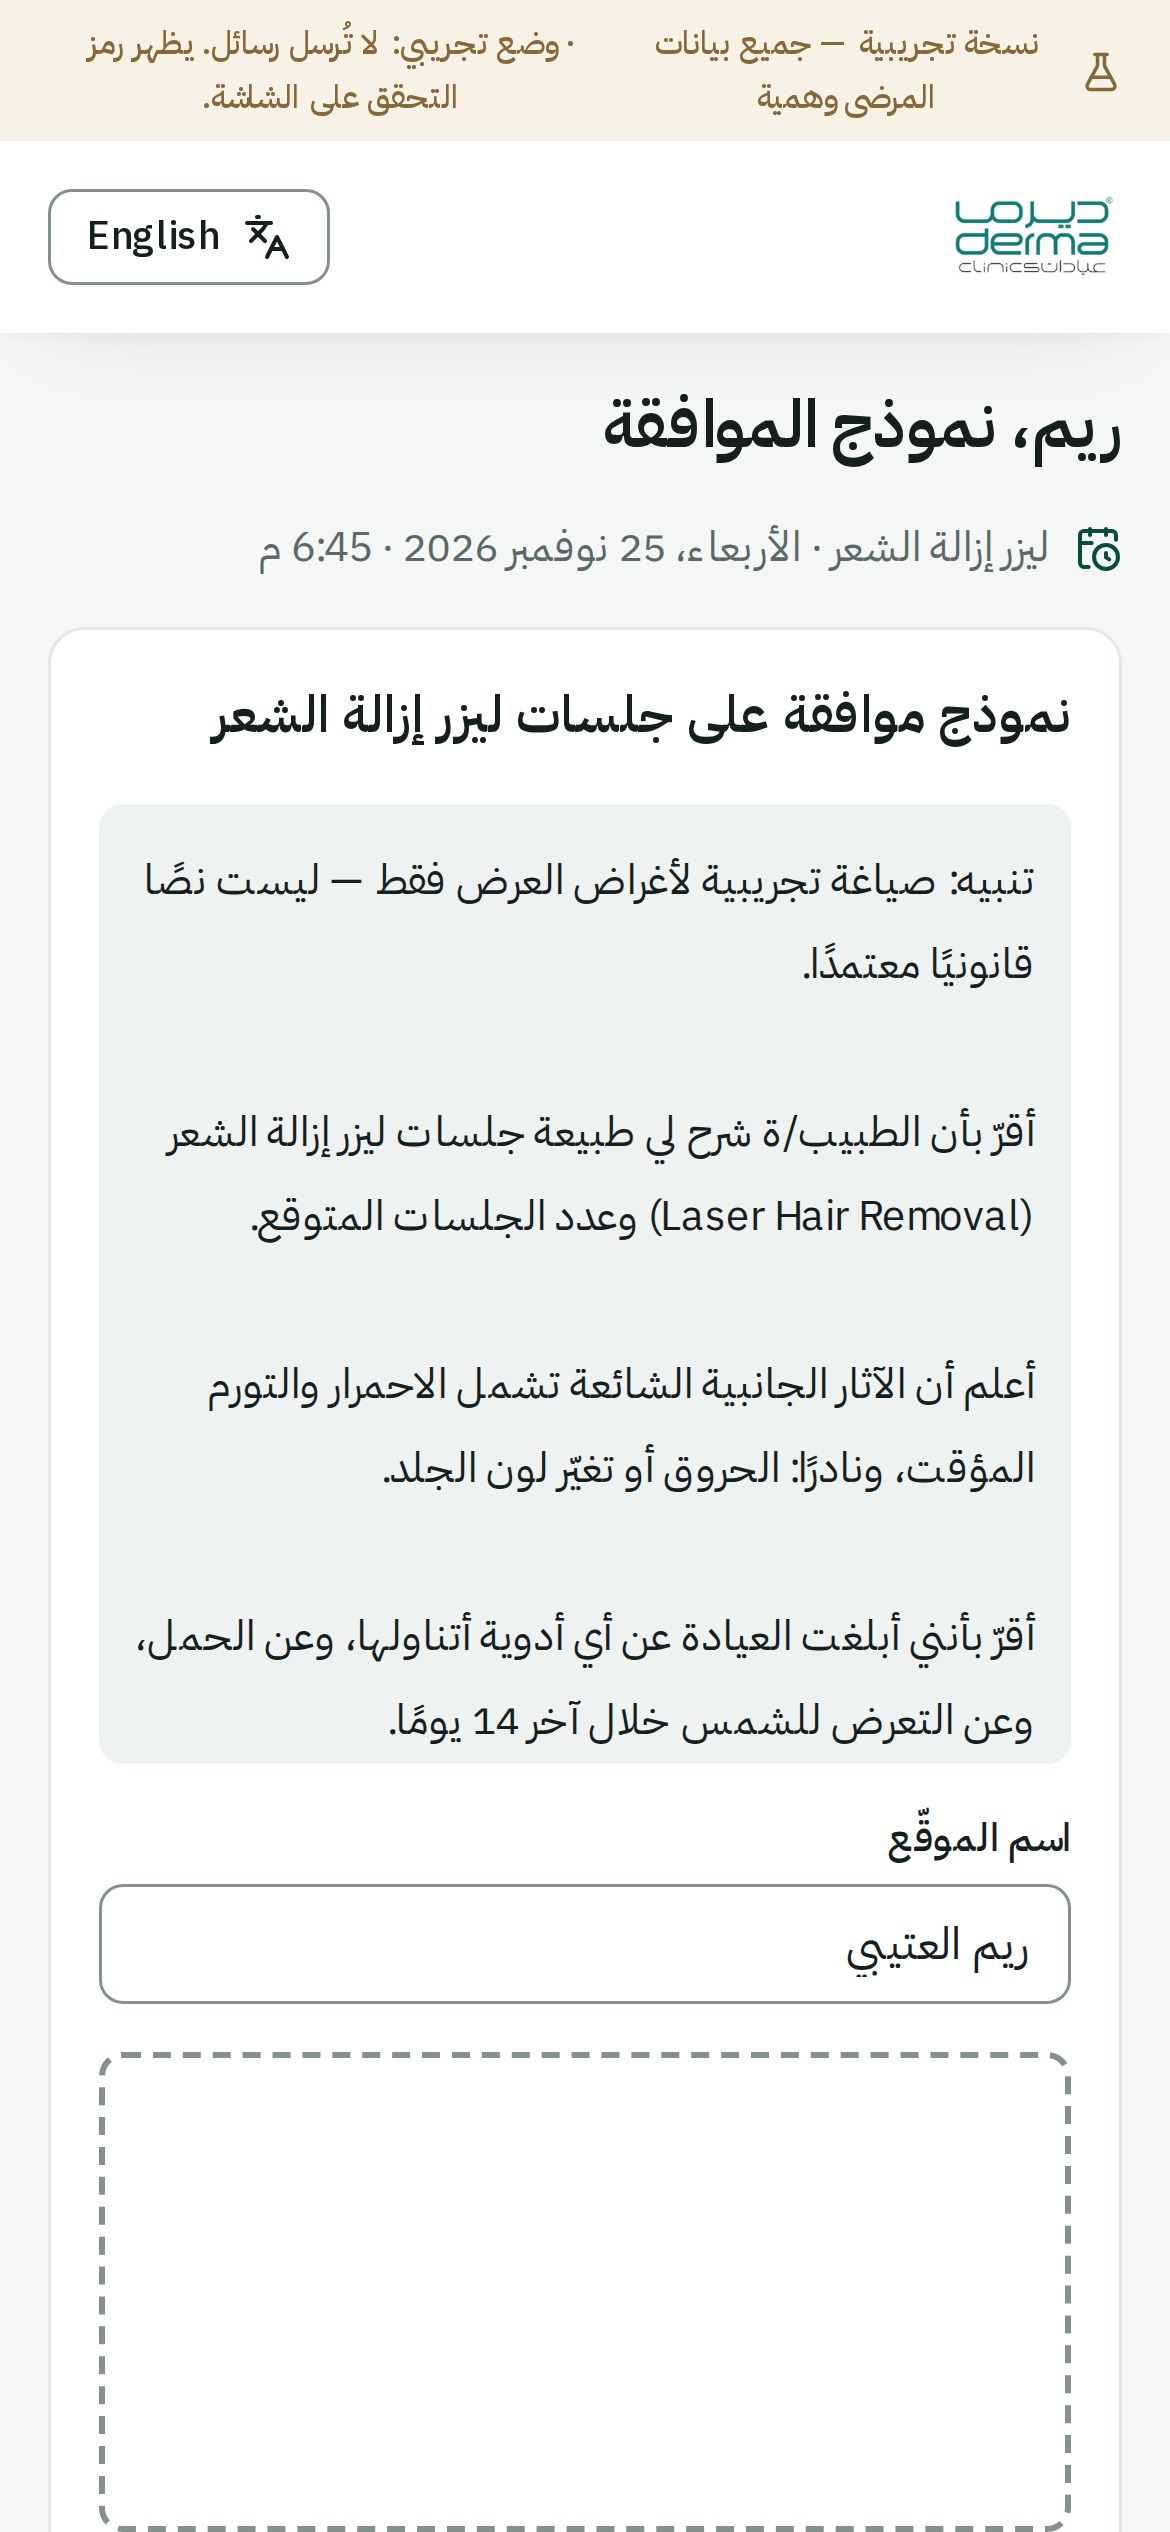 نسخة تجريبية — جميع بيانات
المرضى وهمية
· وضع تجريبي: لا تُرسل رسائل. يظهر رمز
التحقق على الشاشة.
ديرما®
derma
clinics عيادات
English
ريم، نموذج الموافقة
ليزر إزالة الشعر · الأربعاء، 25 نوفمبر 2026 · 6:45 م
نموذج موافقة على جلسات ليزر إزالة الشعر
تنبيه: صياغة تجريبية لأغراض العرض فقط — ليست نصًا
قانونيًا معتمدًا.
أقرّ بأن الطبيب/ة شرح لي طبيعة جلسات ليزر إزالة الشعر
(Laser Hair Removal) وعدد الجلسات المتوقع.
أعلم أن الآثار الجانبية الشائعة تشمل الاحمرار والتورم
المؤقت، ونادرًا: الحروق أو تغيّر لون الجلد.
أقرّ بأنني أبلغت العيادة عن أي أدوية أتناولها، وعن الحمل،
وعن التعرض للشمس خلال آخر 14 يومًا.
اسم الموقّع
ريم العتيبي